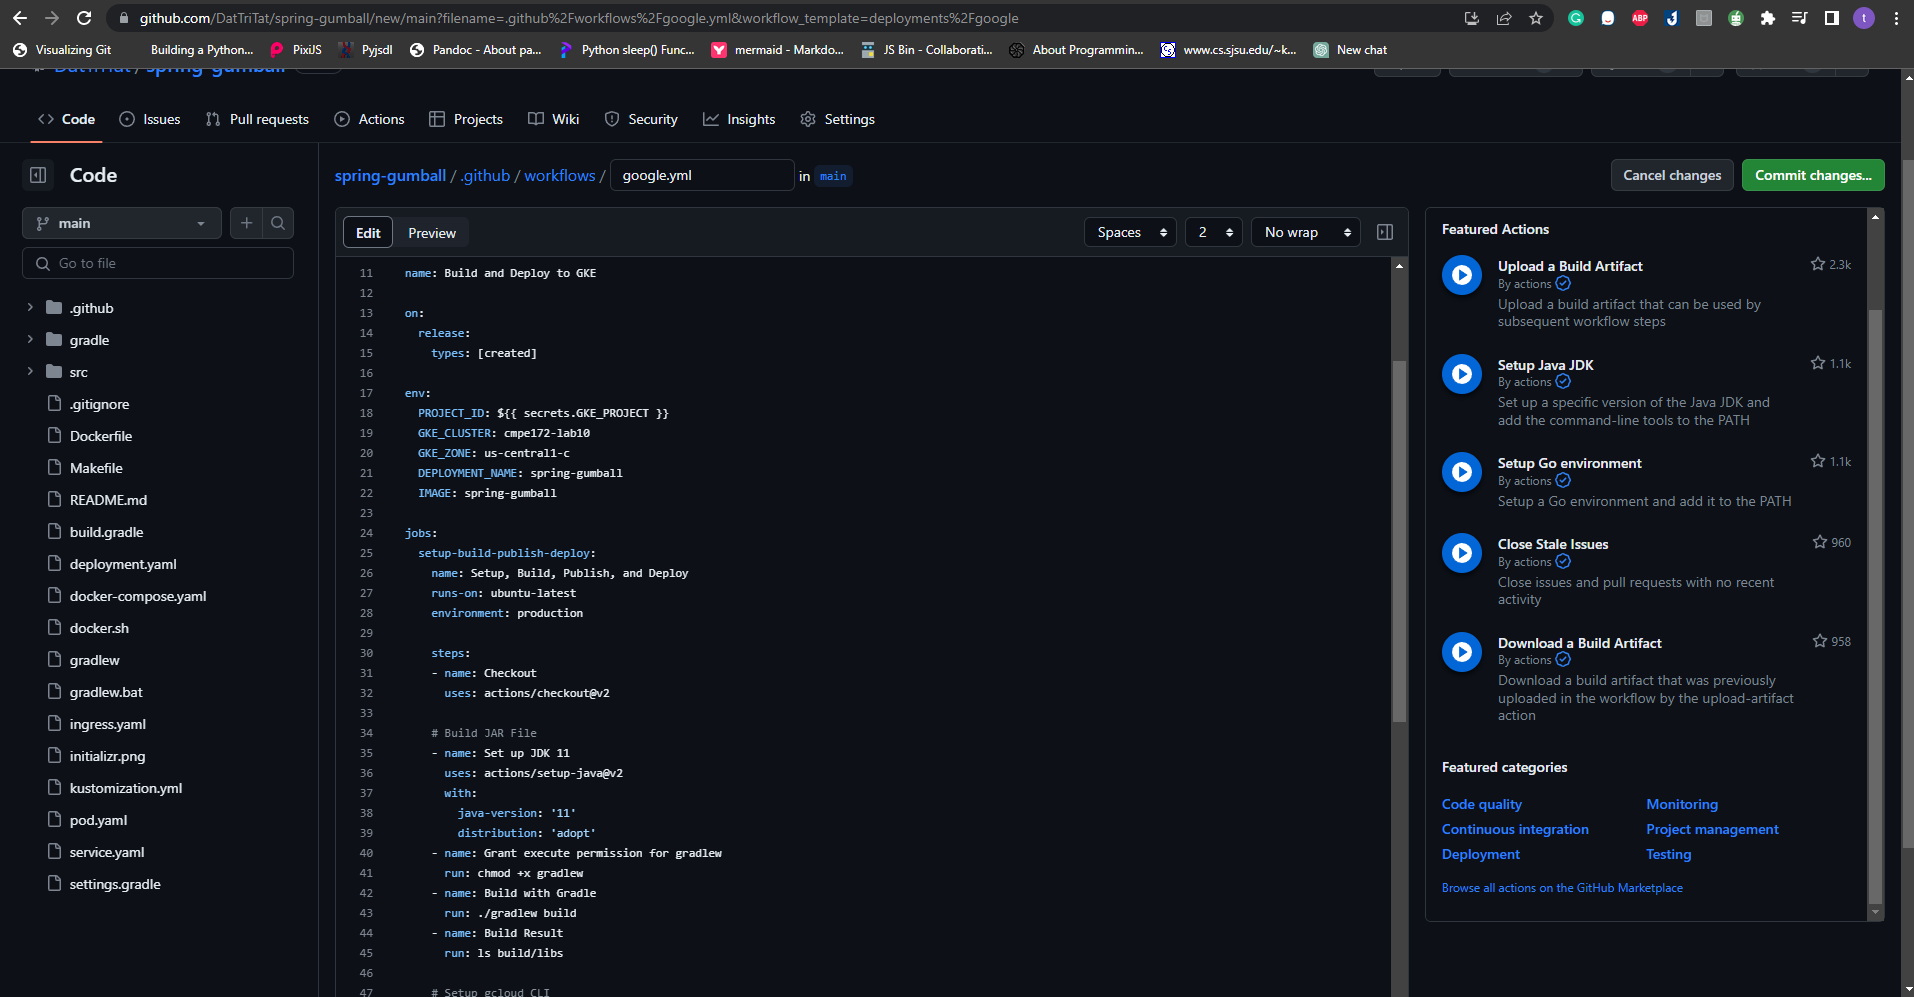 github.com/DatTriTat/spring-gumball/new/main?filename=.github%2Fworkflows%2Fgoogle.yml&workflow_template=deployments%2Fgoogle
ABP
t
Visualizing Git
Building a Python...
PixiJS
Pyjsdl
Pandoc - About pa...
Python sleep() Func...
mermaid - Markdo...
JS Bin - Collaborati...
About Programmin...
www.cs.sjsu.edu/~k...
New chat
DatTriTat / spring-gumball
Code
Issues
Pull requests
Actions
Projects
Wiki
Security
Insights
Settings
Code
main
Go to file
.github
gradle
src
.gitignore
Dockerfile
Makefile
README.md
build.gradle
deployment.yaml
docker-compose.yaml
docker.sh
gradlew
gradlew.bat
ingress.yaml
initializr.png
kustomization.yml
pod.yaml
service.yaml
settings.gradle
spring-gumball / .github / workflows / google.yml in main
Cancel changes
Commit changes...
Edit
Preview
Spaces
2
No wrap
11 name: Build and Deploy to GKE
12
13 on:
14 release:
15 types: [created]
16
17 env:
18 PROJECT_ID: ${{ secrets.GKE_PROJECT }}
19 GKE_CLUSTER: cmpe172-lab10
20 GKE_ZONE: us-central1-c
21 DEPLOYMENT_NAME: spring-gumball
22 IMAGE: spring-gumball
23
24 jobs:
25 setup-build-publish-deploy:
26 name: Setup, Build, Publish, and Deploy
27 runs-on: ubuntu-latest
28 environment: production
29
30 steps:
31 - name: Checkout
32 uses: actions/checkout@v2
33
34 # Build JAR File
35 - name: Set up JDK 11
36 uses: actions/setup-java@v2
37 with:
38 java-version: '11'
39 distribution: 'adopt'
40 - name: Grant execute permission for gradlew
41 run: chmod +x gradlew
42 - name: Build with Gradle
43 run: ./gradlew build
44 - name: Build Result
45 run: ls build/libs
46
47 # Setup gcloud CLI
Featured Actions
Upload a Build Artifact
2.3k
By actions
Upload a build artifact that can be used by
subsequent workflow steps
Setup Java JDK
1.1k
By actions
Set up a specific version of the Java JDK and
add the command-line tools to the PATH
Setup Go environment
1.1k
By actions
Setup a Go environment and add it to the PATH
Close Stale Issues
960
By actions
Close issues and pull requests with no recent
activity
Download a Build Artifact
958
By actions
Download a build artifact that was previously
uploaded in the workflow by the upload-artifact
action
Featured categories
Code quality
Monitoring
Continuous integration
Project management
Deployment
Testing
Browse all actions on the GitHub Marketplace